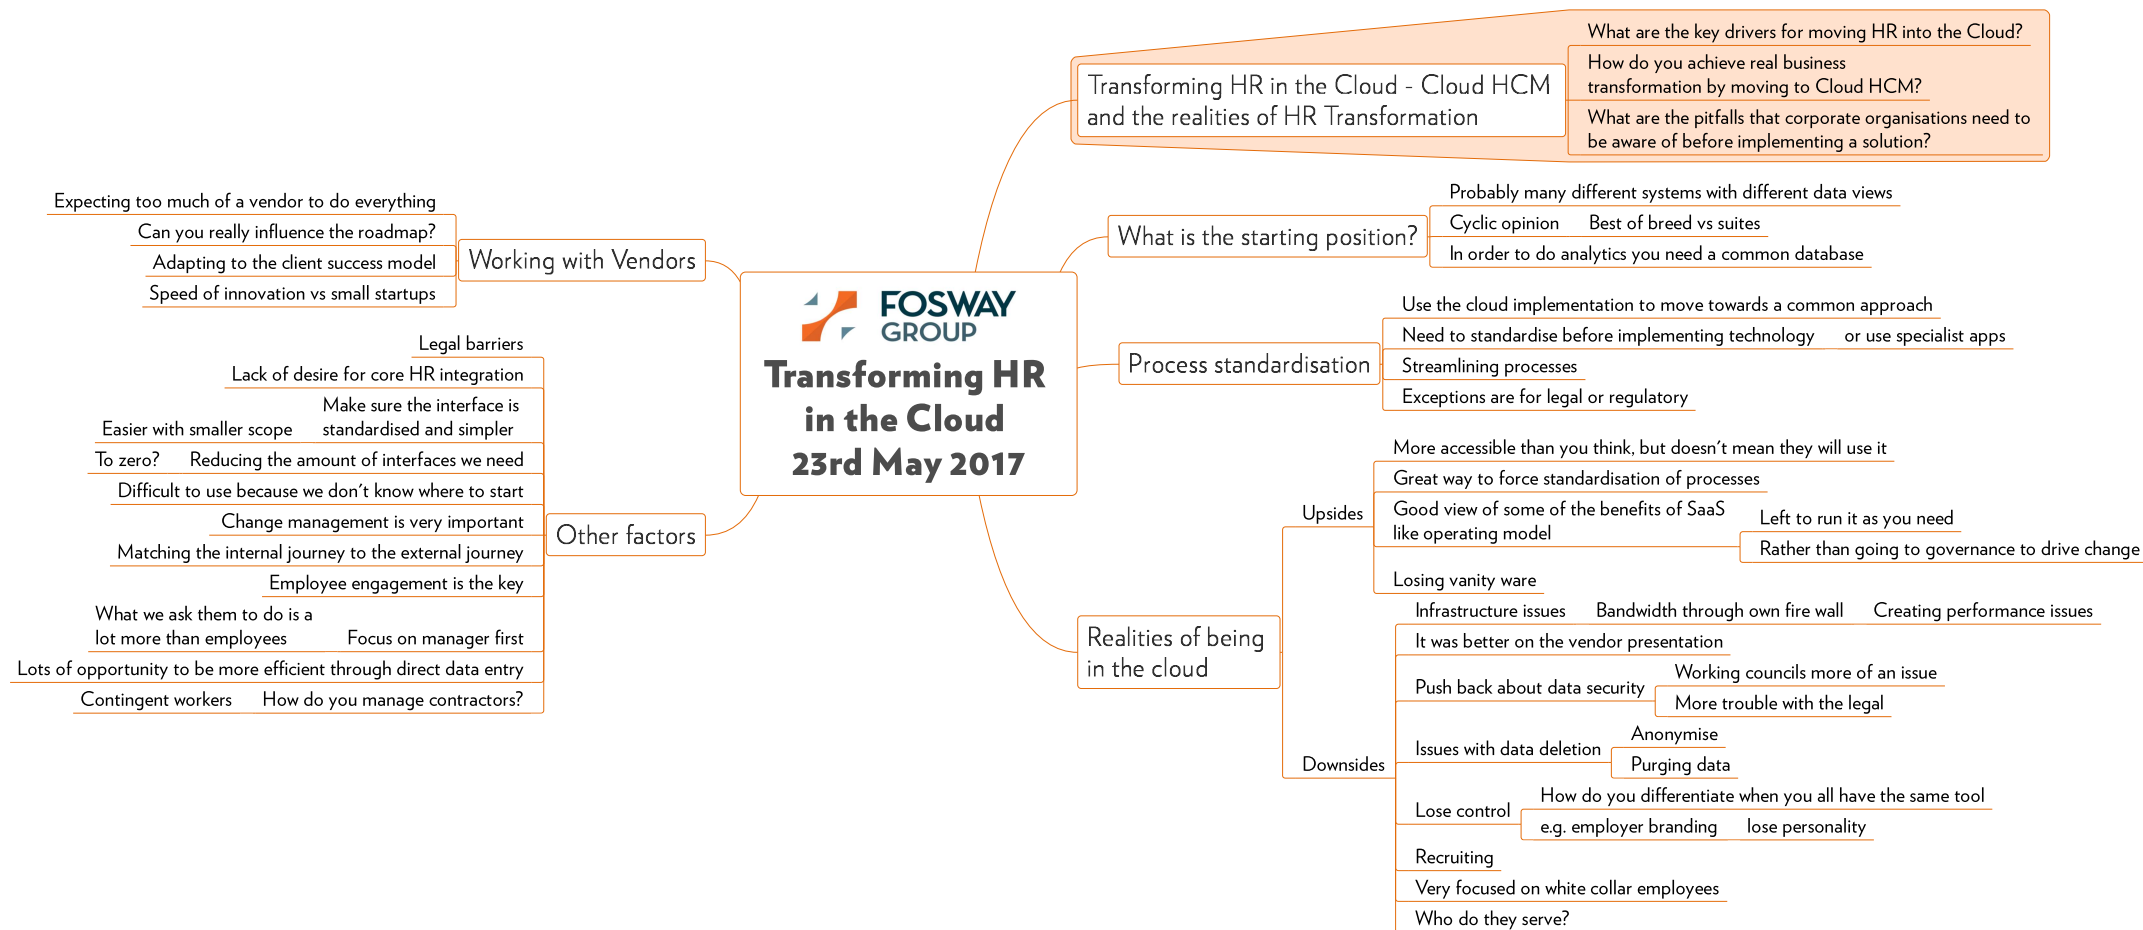 FOSWAY
GROUP
Transforming HR
in the Cloud
23rd May 2017
Transforming HR in the Cloud - Cloud HCM
and the realities of HR Transformation
What are the key drivers for moving HR into the Cloud?
How do you achieve real business
transformation by moving to Cloud HCM?
What are the pitfalls that corporate organisations need to
be aware of before implementing a solution?
What is the starting position?
Probably many different systems with different data views
Cyclic opinion
Best of breed vs suites
In order to do analytics you need a common database
Process standardisation
Use the cloud implementation to move towards a common approach
Need to standardise before implementing technology
or use specialist apps
Streamlining processes
Exceptions are for legal or regulatory
Realities of being
in the cloud
Upsides
More accessible than you think, but doesn't mean they will use it
Great way to force standardisation of processes
Good view of some of the benefits of SaaS
like operating model
Left to run it as you need
Rather than going to governance to drive change
Losing vanity ware
Downsides
Infrastructure issues
Bandwidth through own fire wall
Creating performance issues
It was better on the vendor presentation
Push back about data security
Working councils more of an issue
More trouble with the legal
Issues with data deletion
Anonymise
Purging data
Lose control
How do you differentiate when you all have the same tool
e.g. employer branding
lose personality
Recruiting
Very focused on white collar employees
Who do they serve?
Working with Vendors
Expecting too much of a vendor to do everything
Can you really influence the roadmap?
Adapting to the client success model
Speed of innovation vs small startups
Other factors
Legal barriers
Lack of desire for core HR integration
Make sure the interface is
standardised and simpler
Easier with smaller scope
Reducing the amount of interfaces we need
To zero?
Difficult to use because we don't know where to start
Change management is very important
Matching the internal journey to the external journey
Employee engagement is the key
Focus on manager first
What we ask them to do is a
lot more than employees
Lots of opportunity to be more efficient through direct data entry
How do you manage contractors?
Contingent workers